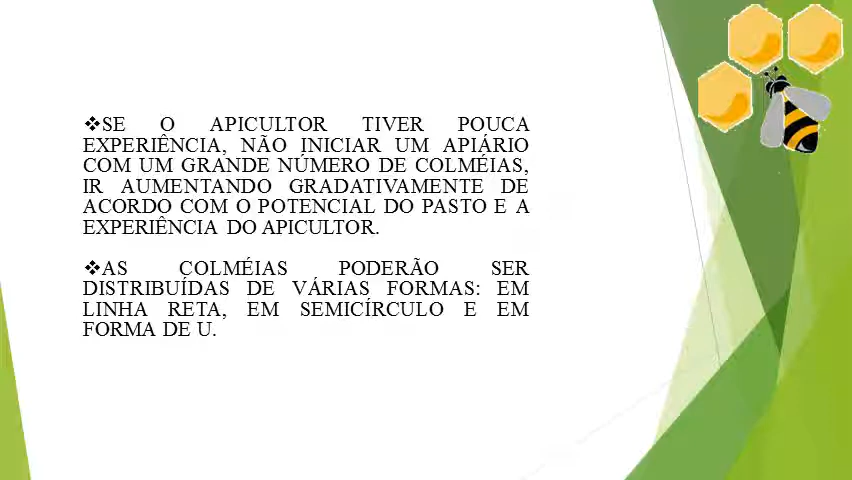 ❖SE O APICULTOR TIVER POUCA
EXPERIÊNCIA, NÃO INICIAR UM APIÁRIO
COM UM GRANDE NÚMERO DE COLMÉIAS,
IR AUMENTANDO GRADATIVAMENTE DE
ACORDO COM O POTENCIAL DO PASTO E A
EXPERIÊNCIA DO APICULTOR.
❖AS COLMÉIAS PODERÃO SER
DISTRIBUÍDAS DE VÁRIAS FORMAS: EM
LINHA RETA, EM SEMICÍRCULO E EM
FORMA DE U.